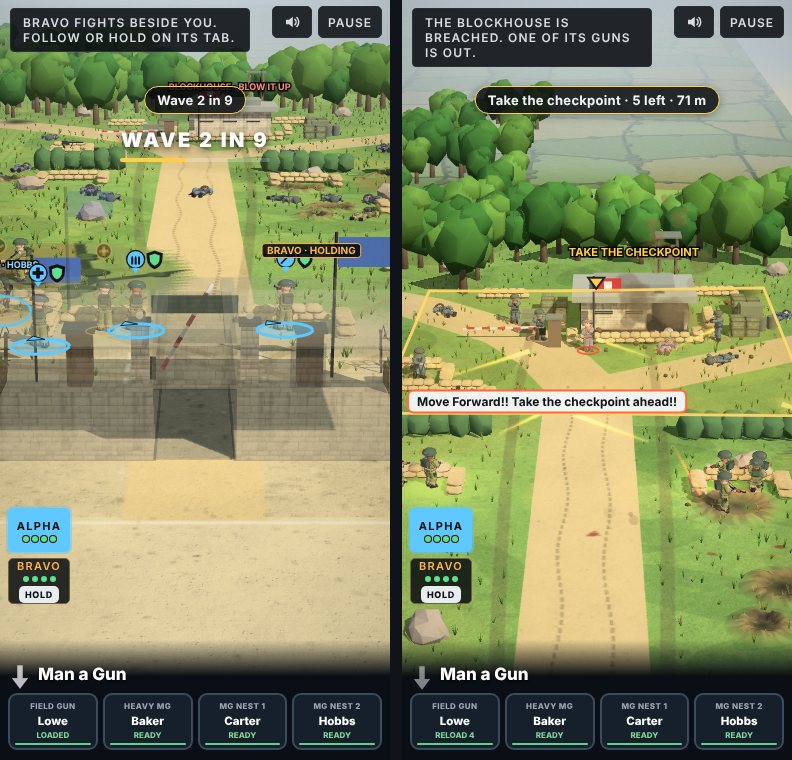 BRAVO FIGHTS BESIDE YOU.
FOLLOW OR HOLD ON ITS TAB.
PAUSE
BLOCKHOUSE BLOW IT UP
Wave 2 in 9
WAVE 2 IN 9
BRAVO · HOLDING
· HOBBS
ALPHA
BRAVO
HOLD
Man a Gun
FIELD GUN
Lowe
LOADED
HEAVY MG
Baker
READY
MG NEST 1
Carter
READY
MG NEST 2
Hobbs
READY
THE BLOCKHOUSE IS
BREACHED. ONE OF ITS GUNS
IS OUT.
PAUSE
Take the checkpoint · 5 left · 71 m
TAKE THE CHECKPOINT
Move Forward!! Take the checkpoint ahead!!
ALPHA
BRAVO
HOLD
Man a Gun
FIELD GUN
Lowe
RELOAD 4
HEAVY MG
Baker
READY
MG NEST 1
Carter
READY
MG NEST 2
Hobbs
READY